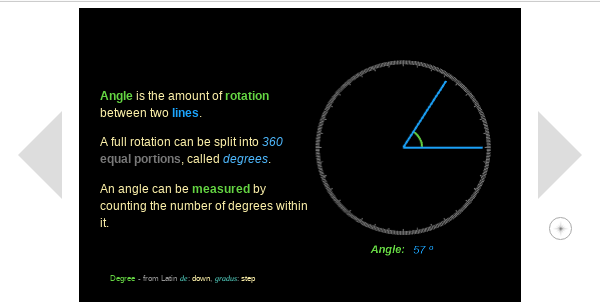 Angle is the amount of rotation
between two lines.
A full rotation can be split into 360
equal portions, called degrees.
An angle can be measured by
counting the number of degrees within
it.
Angle: 57 º
Degree - from Latin de: down, gradus: step